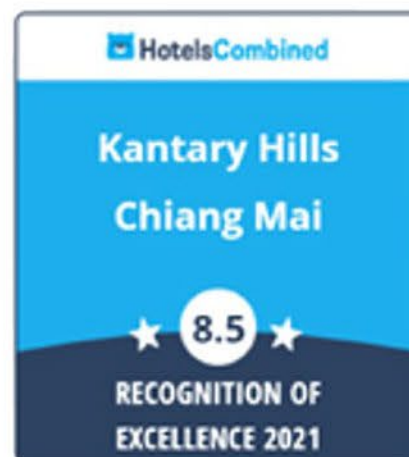 HotelsCombined
Kantary Hills
Chiang Mai
8.5
RECOGNITION OF
EXCELLENCE 2021